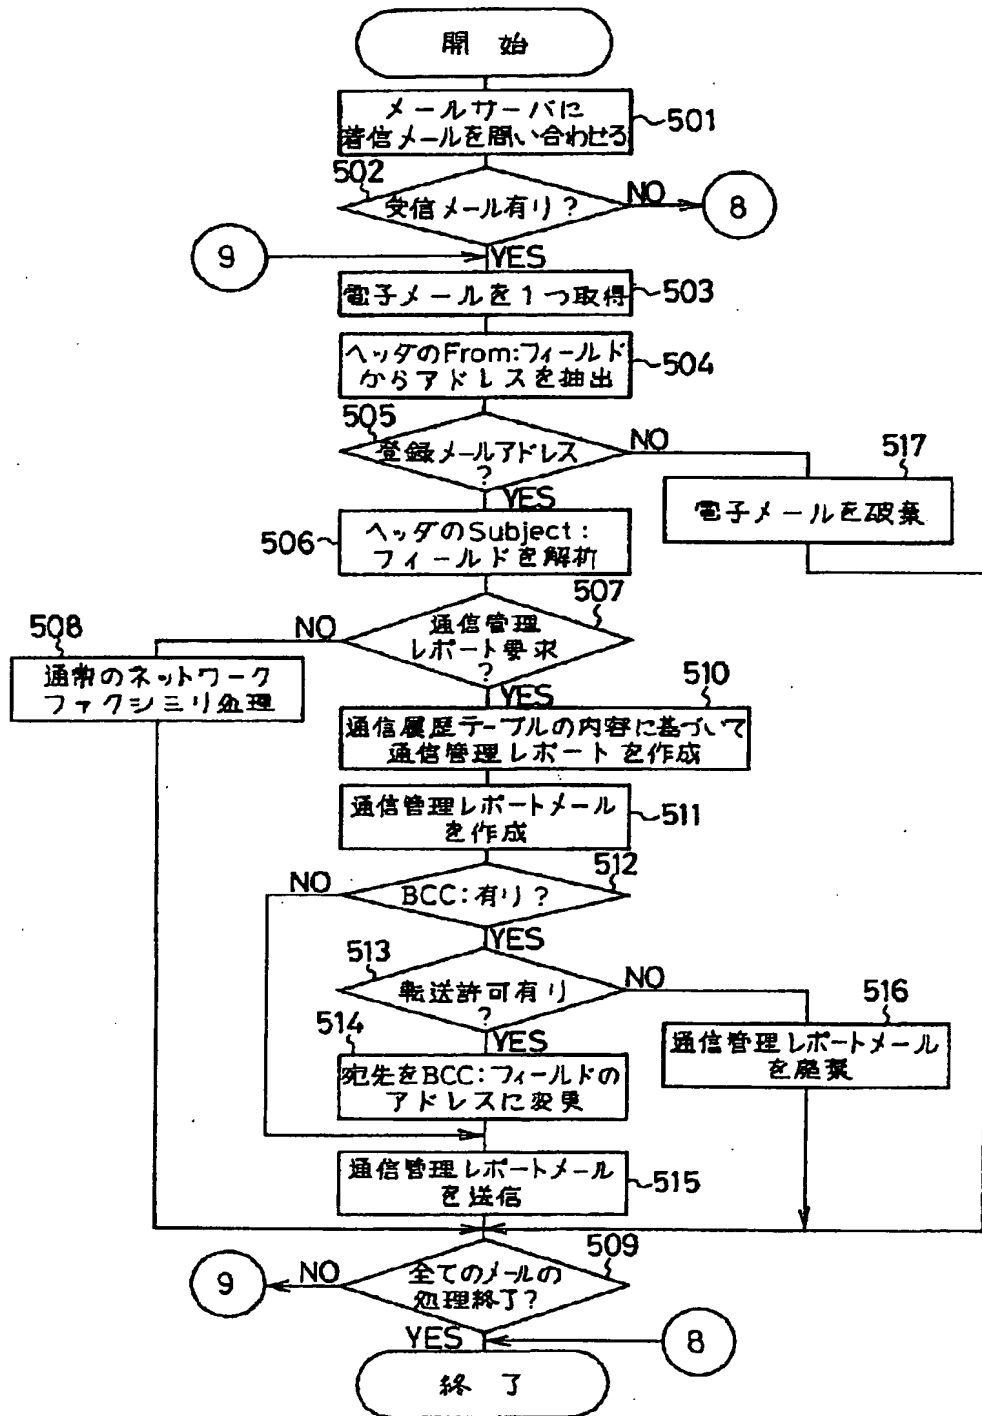 開 始
メールサーバに
着信メールを問い合わせる
501
502
受信メール有り?
NO
8
9
YES
電子メールを1つ取得
503
ヘッダのFrom:フィールド
からアドレスを抽出
504
505
登録メールアドレス
?
NO
YES
517
電子メールを破棄
506
ヘッダのSubject:
フィールドを解析
507
通信管理
レポート要求
?
NO
YES
508
通常のネットワーク
ファクシミリ処理
510
通信履歴テーブルの内容に基づいて
通信管理レポートを作成
通信管理レポートメール
を作成
511
512
BCC:有り?
NO
YES
513
転送許可有り
?
NO
YES
516
通信管理レポートメール
を廃棄
514
宛先をBCC:フィールドの
アドレスに変更
通信管理レポートメール
を送信
515
509
全てのメールの
処理終了?
NO
9
YES
8
終 了